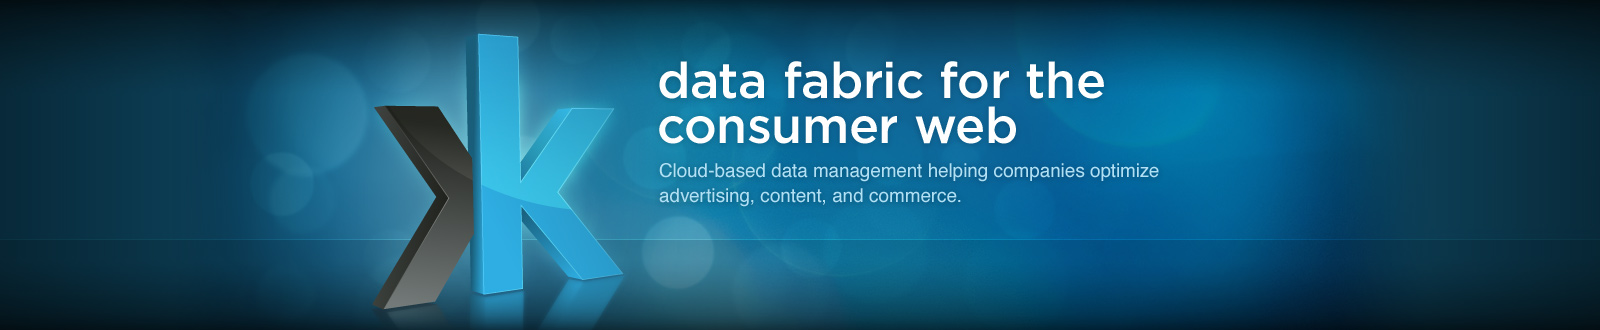 data fabric for the
consumer web
Cloud-based data management helping companies optimize
advertising, content, and commerce.